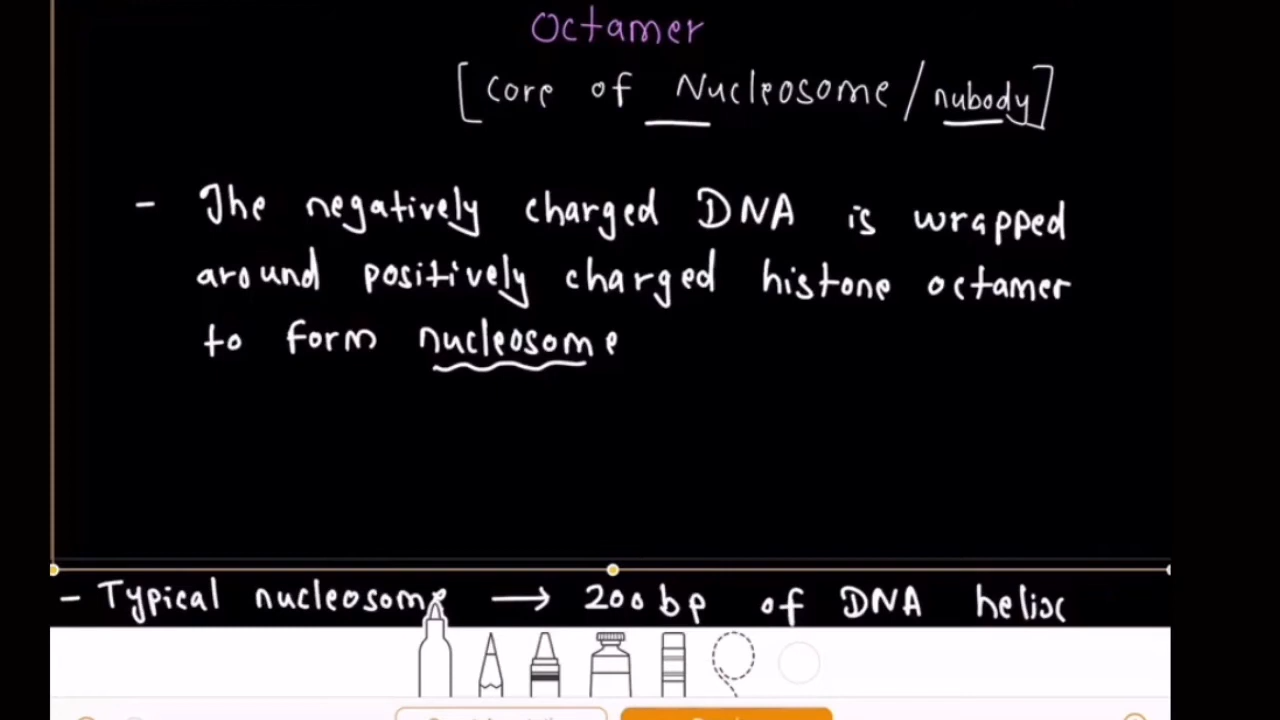 Octamer
[core of Nucleosome/nubody]
- The negatively charged DNA is wrapped
around positively charged histone octamer
to form nucleosome
- Typical nucleosome → 200 bp of DNA helix